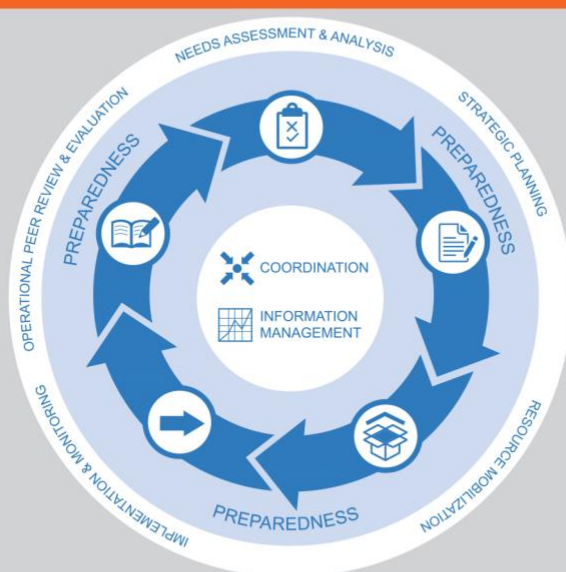 NEEDS ASSESSMENT & ANALYSIS
STRATEGIC PLANNING
RESOURCE MOBILIZATION
IMPLEMENTATION & MONITORING
OPERATIONAL PEER REVIEW & EVALUATION
PREPAREDNESS
PREPAREDNESS
PREPAREDNESS
COORDINATION
INFORMATION
MANAGEMENT